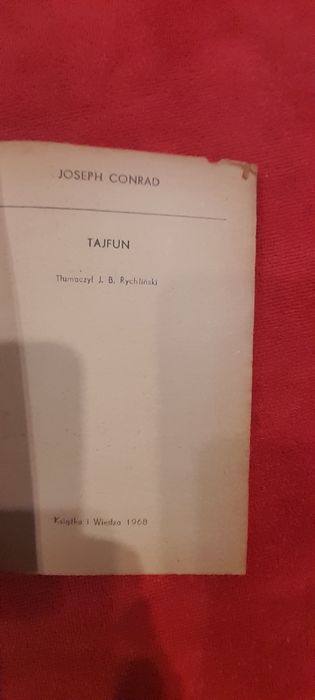 JOSEPH CONRAD
TAJFUN
Tłumaczył J. B. Rychliński
Książka i Wiedza 1968